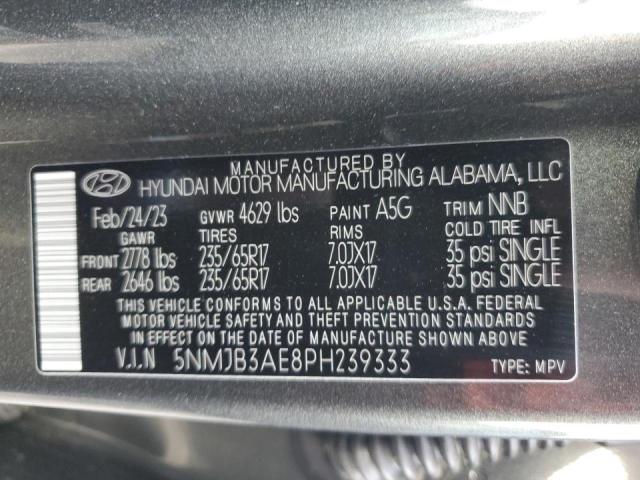 MANUFACTURED BY
HYUNDAI MOTOR MANUFACTURING ALABAMA, LLC
Feb/24/23 GVWR 4629 lbs PAINT A5G TRIM NNB
GAWR TIRES RIMS COLD TIRE INFL
FRONT 2778 lbs 235/65R17 7.0JX17 35 psi SINGLE
REAR 2646 lbs 235/65R17 7.0JX17 35 psi SINGLE
THIS VEHICLE CONFORMS TO ALL APPLICABLE U.S.A. FEDERAL
MOTOR VEHICLE SAFETY AND THEFT PREVENTION STANDARDS
IN EFFECT ON THE DATE OF MANUFACTURE SHOWN ABOVE
V.I.N 5NMJB3AE8PH239333 TYPE: MPV